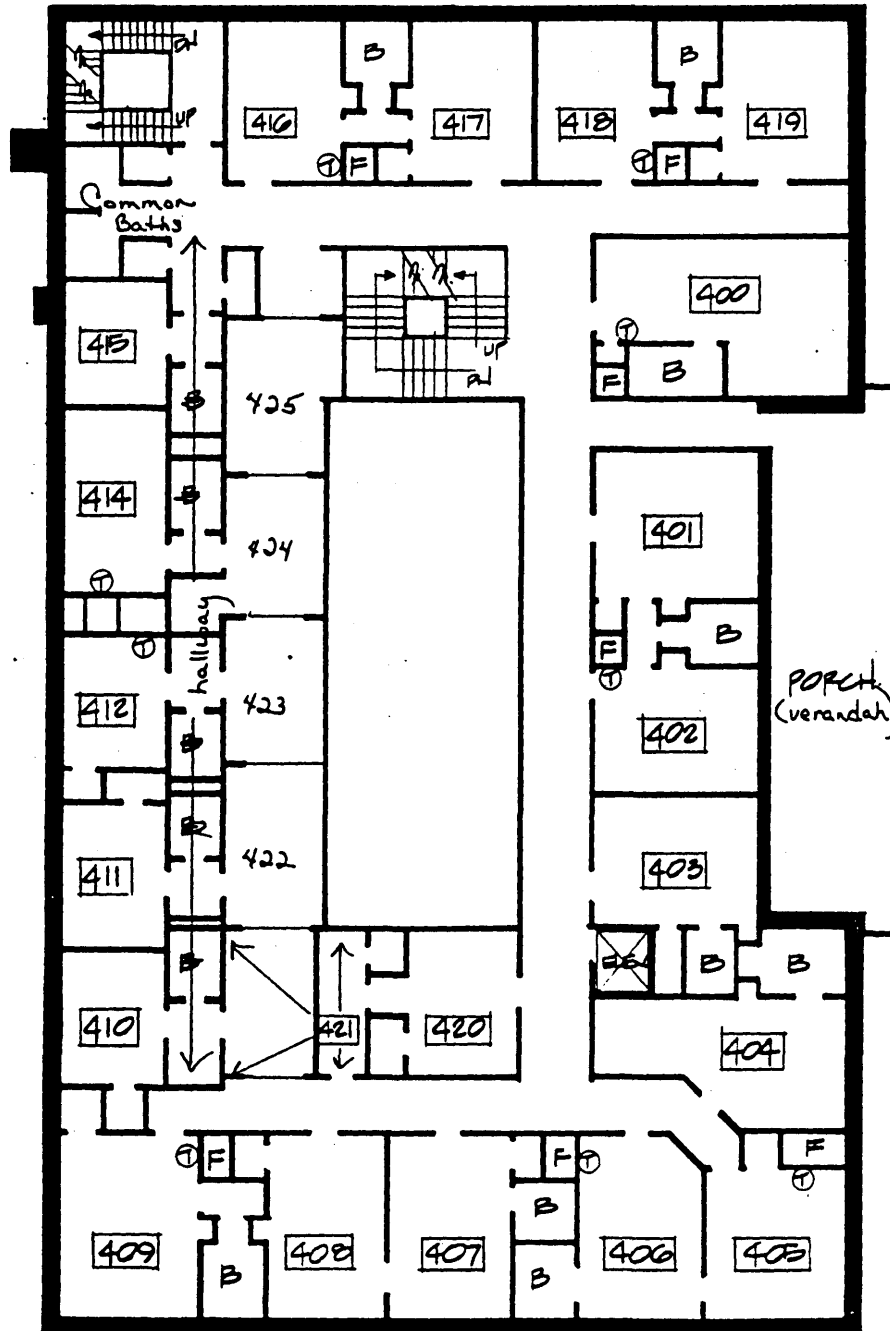 DN
UP
416
B
417
418
B
419
T
F
T
F
Common
Baths
400
T
F
B
UP
DN
415
B
425
414
B
424
401
T
hallway
T
B
F
T
412
423
402
PORCH
(verandah)
B
B
422
411
403
B
EL
B
B
410
421
420
404
T
F
F
T
F
T
B
409
B
408
407
B
406
405